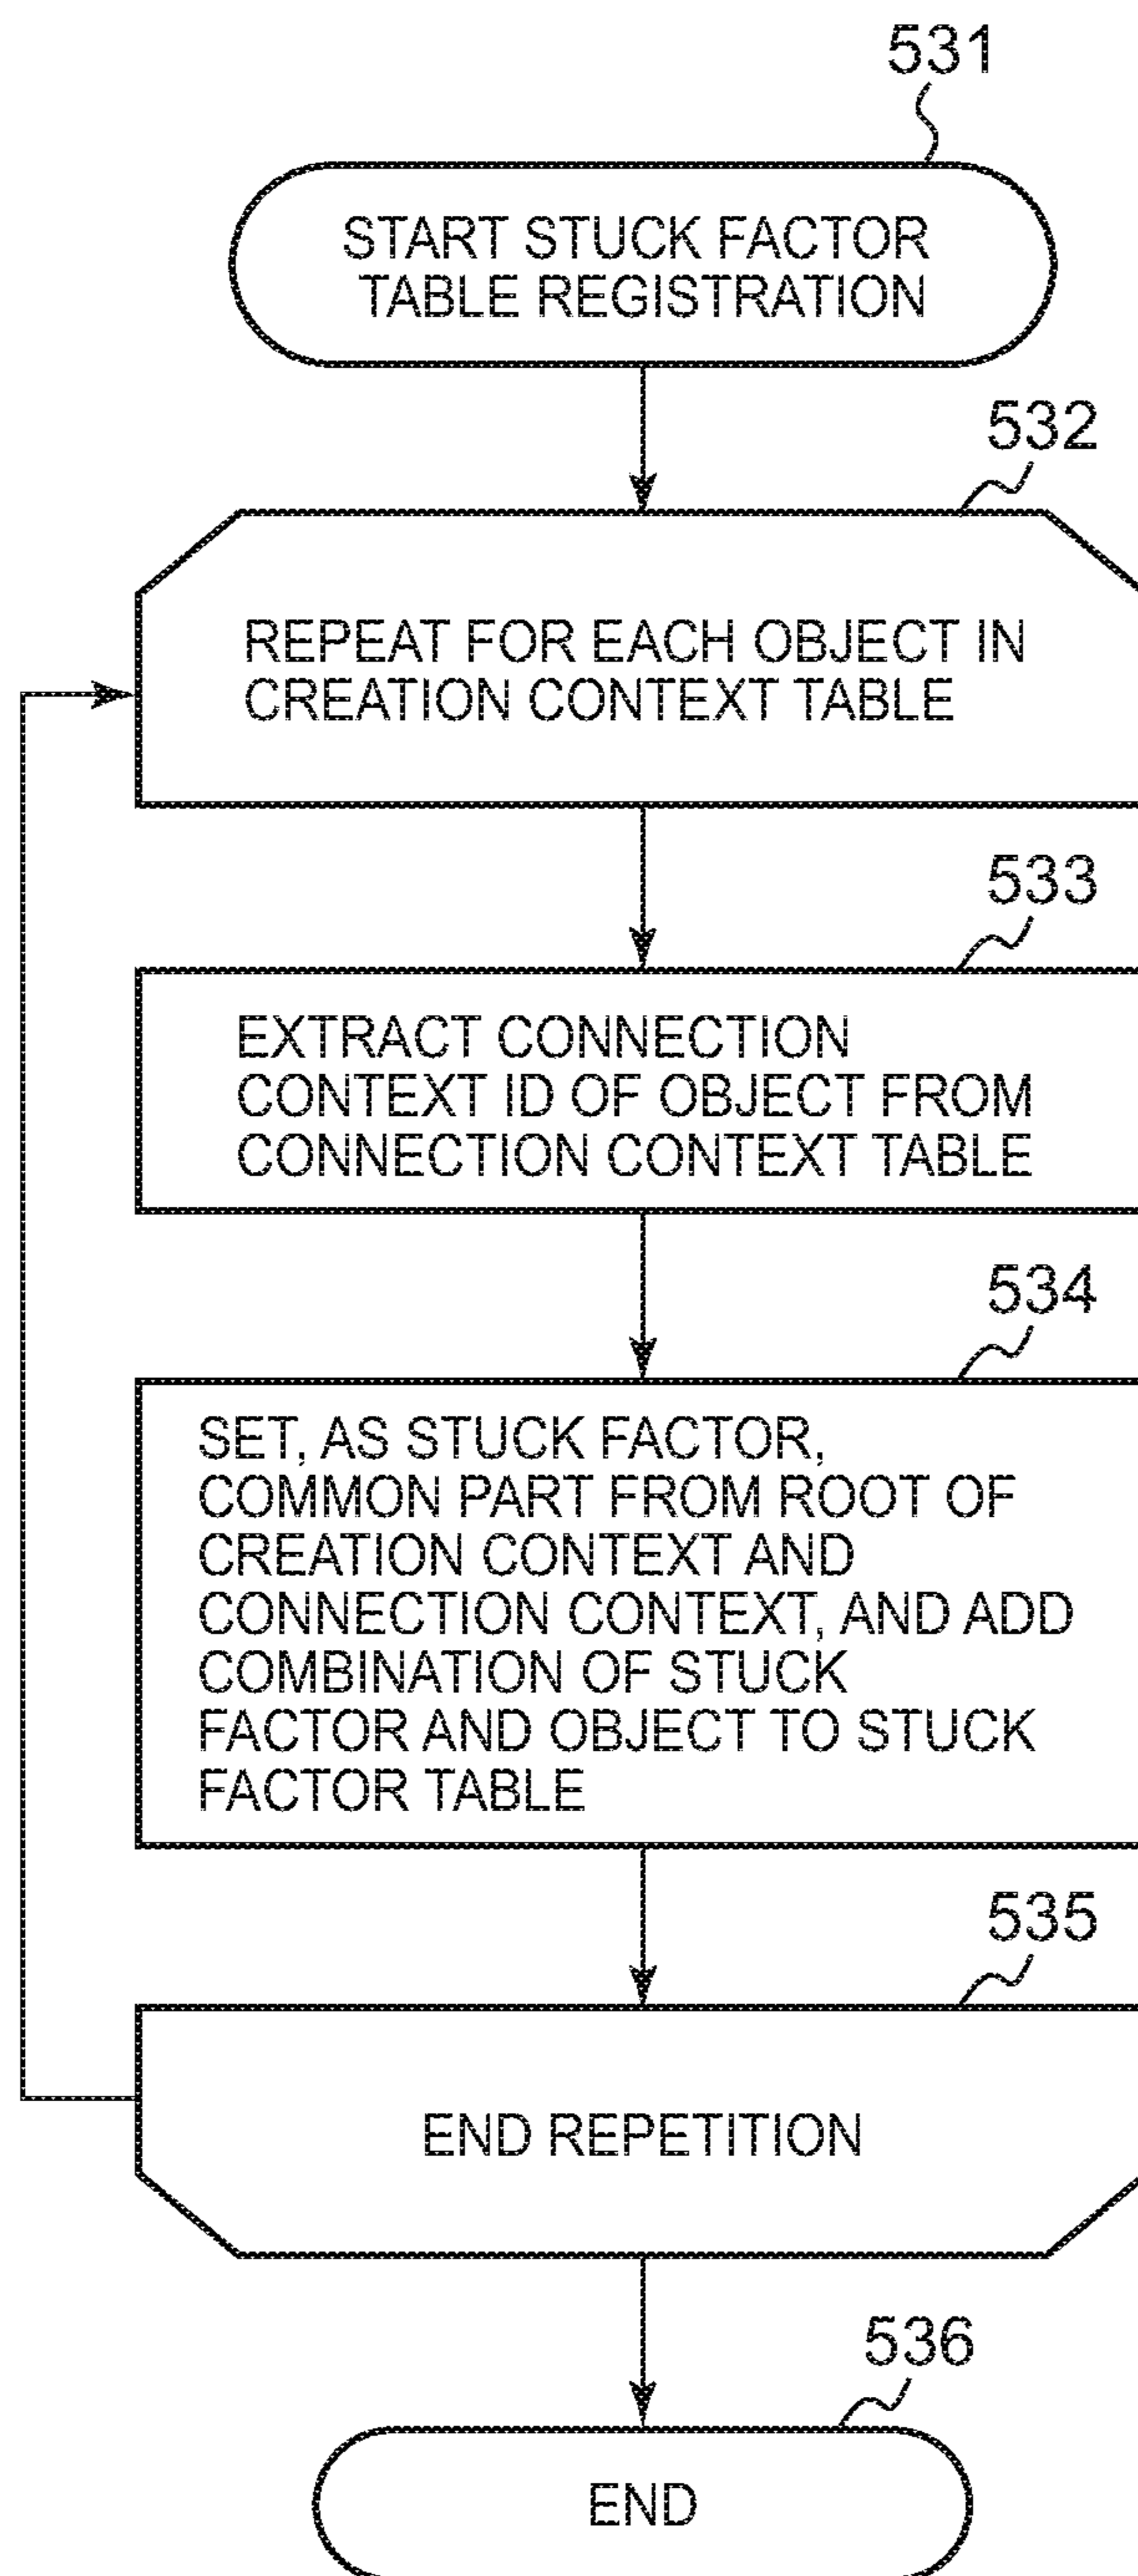 531
START STUCK FACTOR
TABLE REGISTRATION
532
REPEAT FOR EACH OBJECT IN
CREATION CONTEXT TABLE
533
EXTRACT CONNECTION
CONTEXT ID OF OBJECT FROM
CONNECTION CONTEXT TABLE
534
SET, AS STUCK FACTOR,
COMMON PART FROM ROOT OF
CREATION CONTEXT AND
CONNECTION CONTEXT, AND ADD
COMBINATION OF STUCK
FACTOR AND OBJECT TO STUCK
FACTOR TABLE
535
END REPETITION
536
END